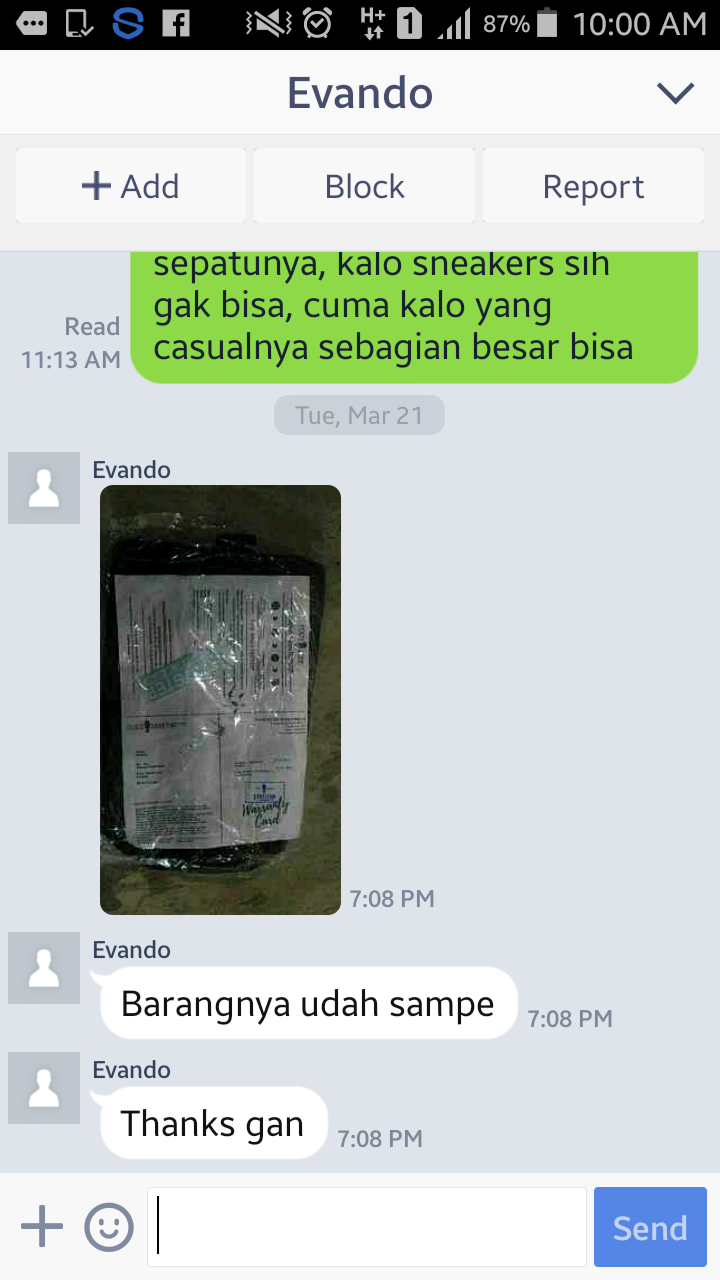 87%
10:00 AM
Evando
Add
Block
Report
sepatunya, kalo sneakers sih
gak bisa, cuma kalo yang
casualnya sebagian besar bisa
Read
11:13 AM
Tue, Mar 21
Evando
Warranty
Card
7:08 PM
Evando
Barangnya udah sampe
7:08 PM
Evando
Thanks gan
7:08 PM
Send